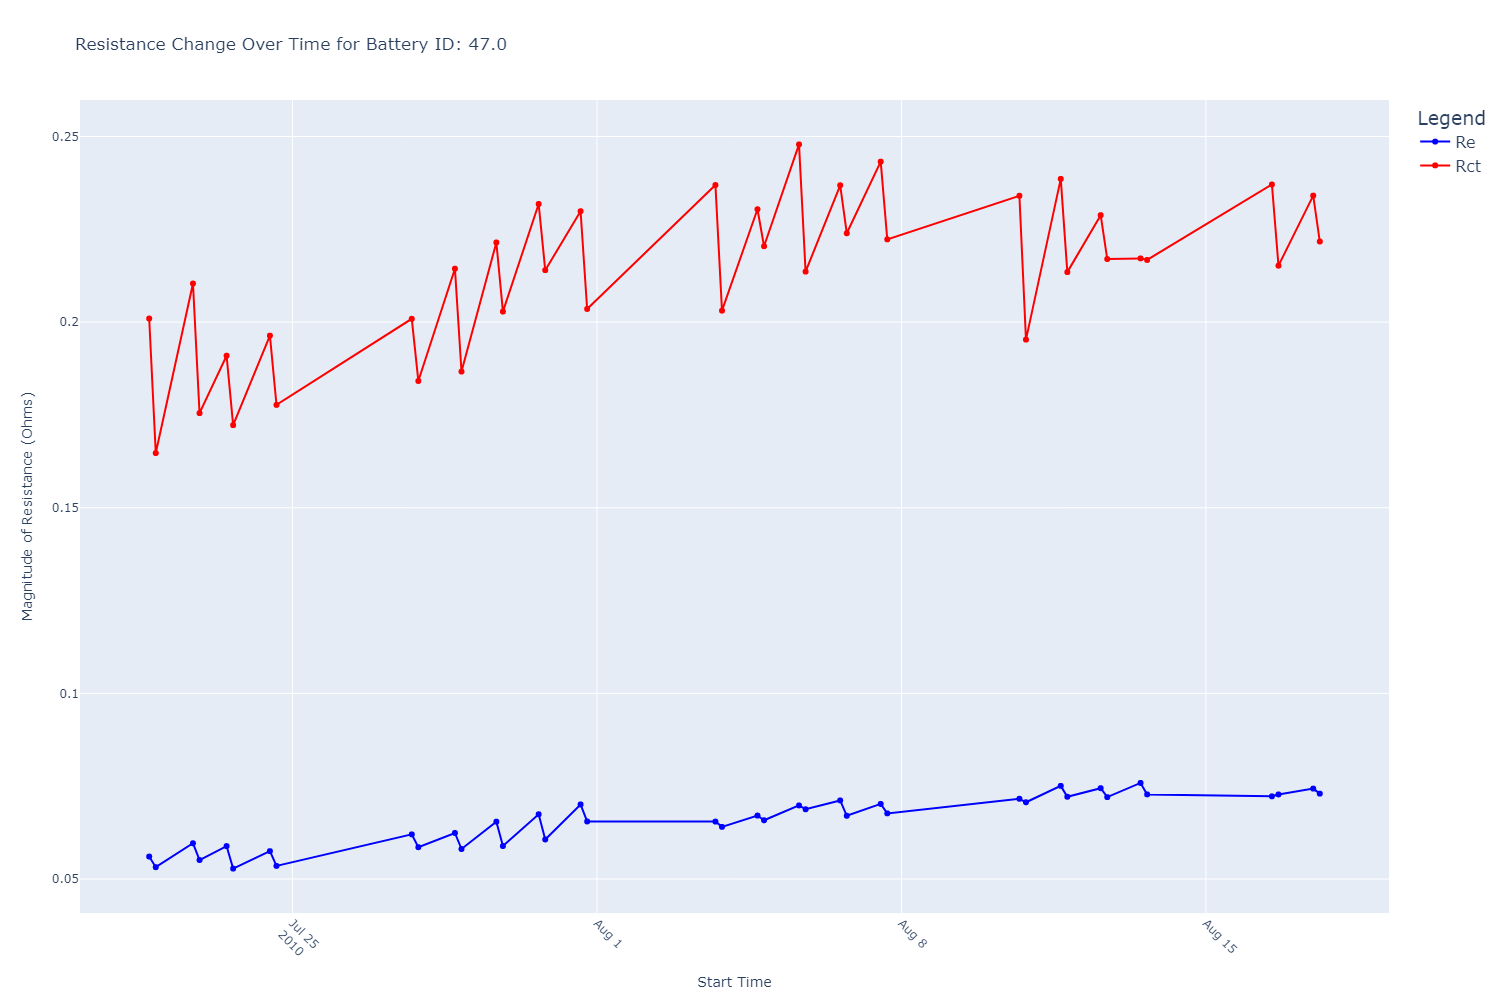 Resistance Change Over Time for Battery ID: 47.0
Legend
Re
Rct
Magnitude of Resistance (Ohms)
0.25
0.2
0.15
0.1
0.05
Jul 25
2010
Aug 1
Aug 8
Aug 15
Start Time